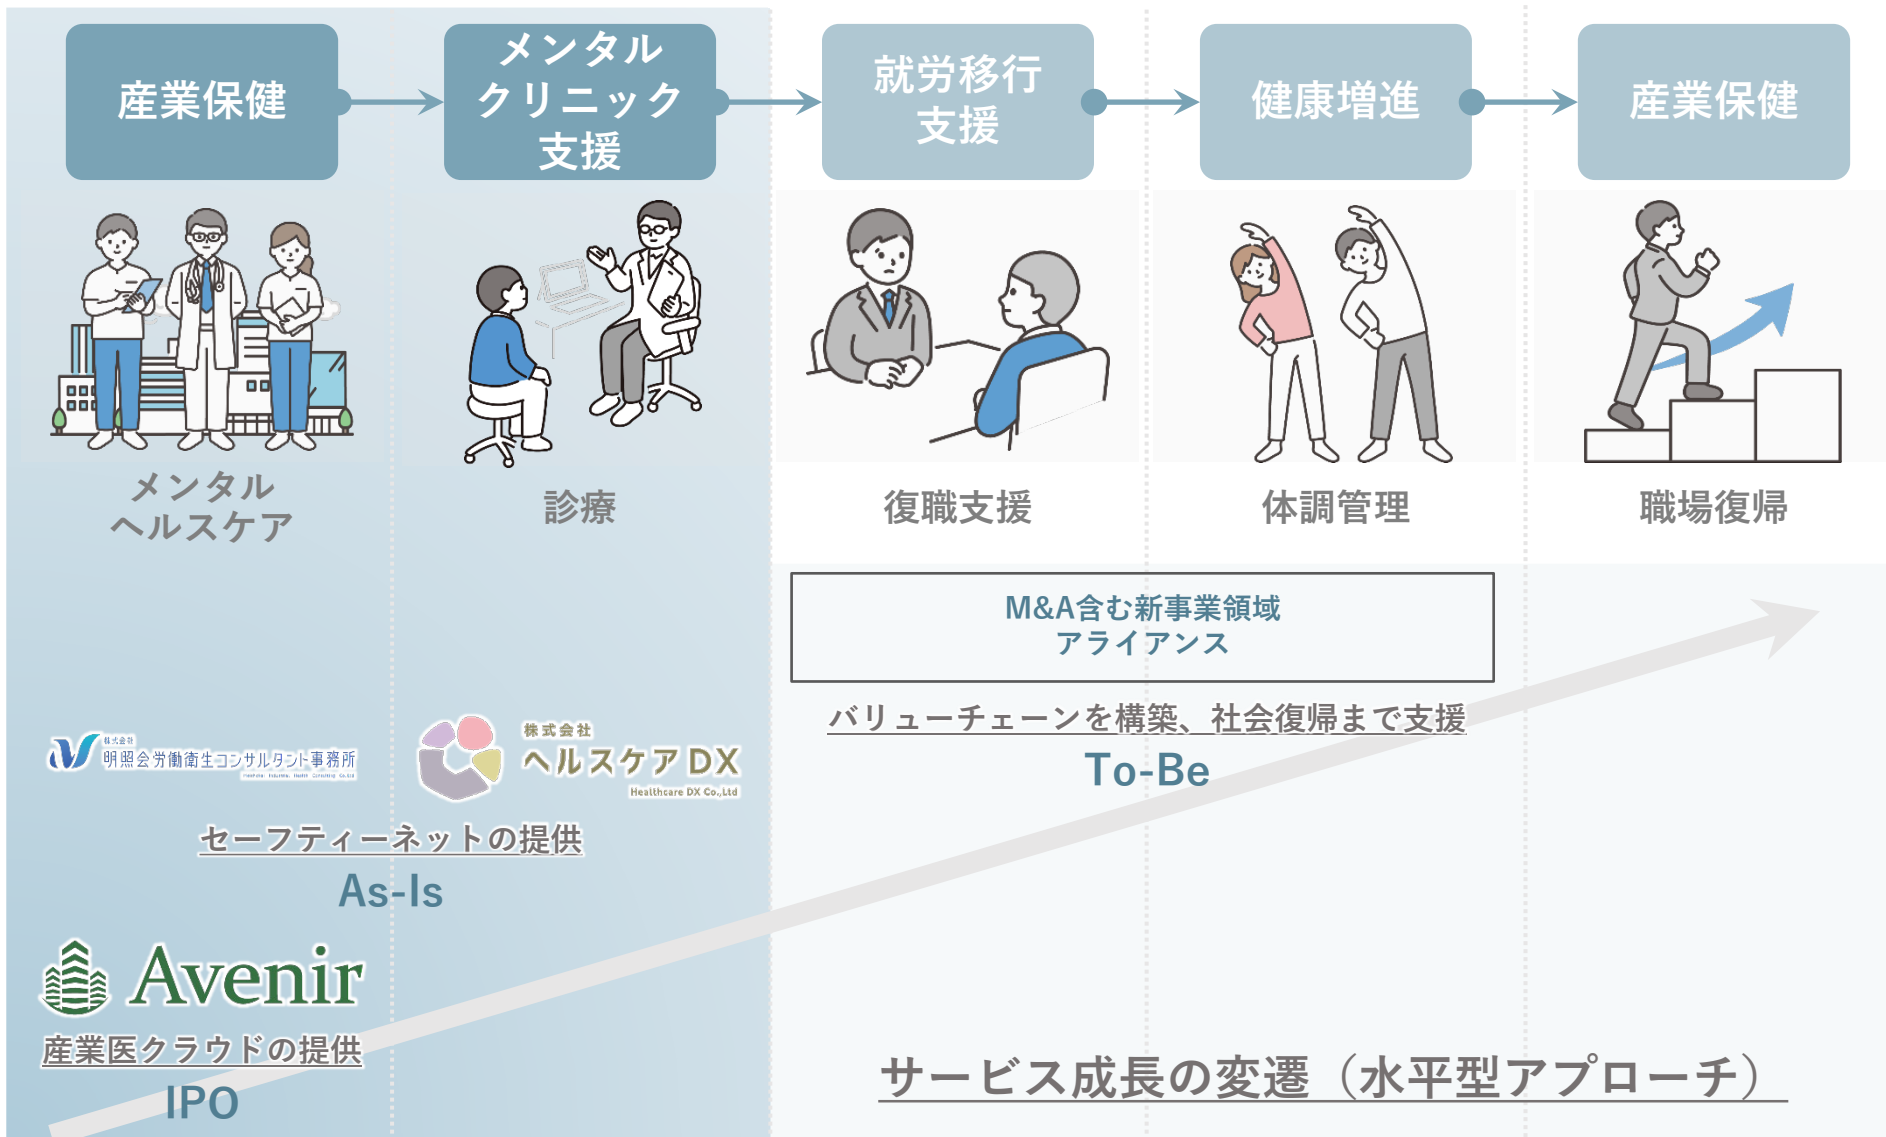 産業保健
メンタル
クリニック
支援
就労移行
支援
健康増進
産業保健
メンタル
ヘルスケア
診療
復職支援
体調管理
職場復帰
M&A含む新事業領域
アライアンス
バリューチェーンを構築、社会復帰まで支援
To-Be
株式会社
明照会労働衛生コンサルタント事務所
株式会社
ヘルスケアDX
Healthcare DX Co.,Ltd
セーフティーネットの提供
As-Is
Avenir
産業医クラウドの提供
IPO
サービス成長の変遷（水平型アプローチ）